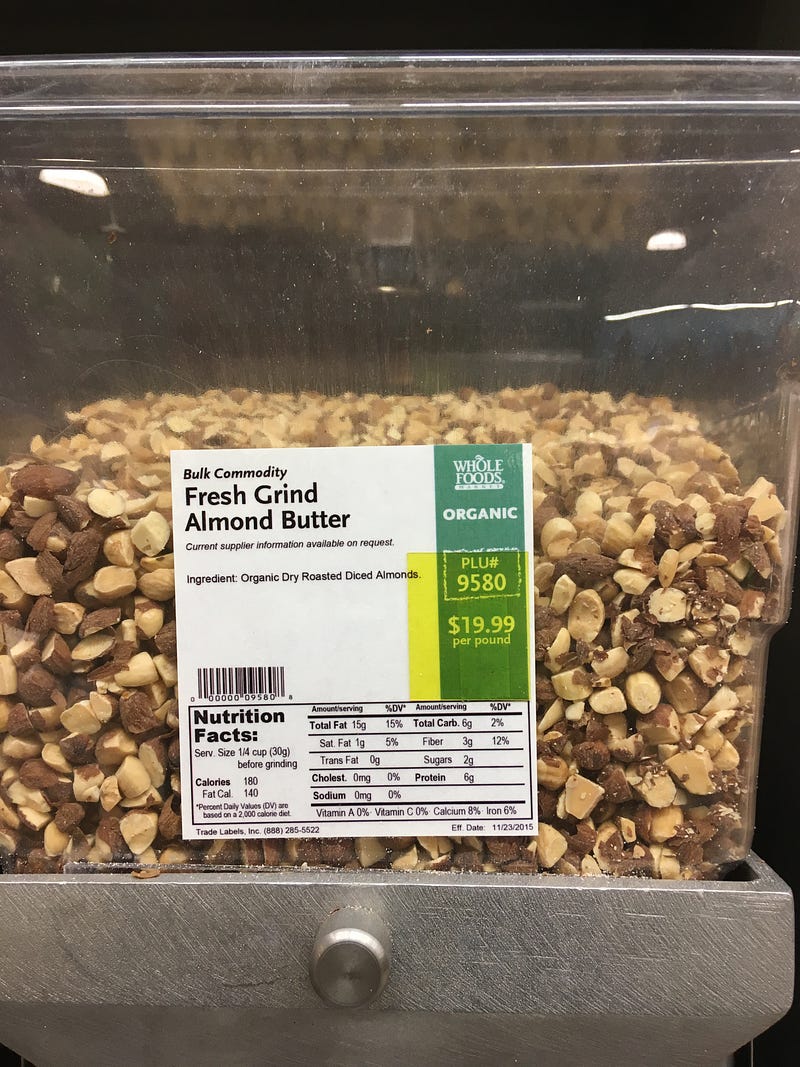 Bulk Commodity
Fresh Grind
Almond Butter
Current supplier information available on request.
Ingredient: Organic Dry Roasted Diced Almonds.
WHOLE
FOODS
MARKET
ORGANIC
PLU#
9580
$19.99
per pound
0 00000 09580 8
Nutrition
Facts:
Serv. Size 1/4 cup (30g)
before grinding
Calories 180
Fat Cal. 140
*Percent Daily Values (DV) are
based on a 2,000 calorie diet.
Amount/serving %DV* Amount/serving %DV*
Total Fat 15g 15% Total Carb. 6g 2%
Sat. Fat 1g 5% Fiber 3g 12%
Trans Fat 0g Sugars 2g
Cholest. 0mg 0% Protein 6g
Sodium 0mg 0%
Vitamin A 0% · Vitamin C 0% · Calcium 8% · Iron 6%
Trade Labels, Inc. (888) 285-5522 Eff. Date: 11/23/2015